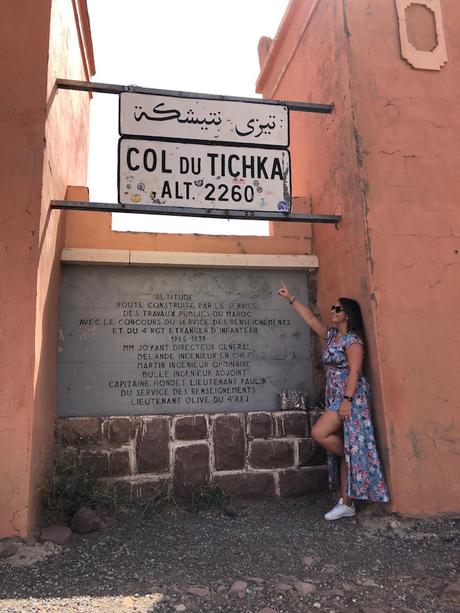 تيزي نتيشكة
COL DU TICHKA
ALT. 2260
ALTITUDE
ROUTE CONSTRUITE PAR LE SERVICE
DES TRAVAUX PUBLICS DU MAROC
AVEC LE CONCOURS DU SERVICE DES RENSEIGNEMENTS
ET DU 4e RGT ETRANGER D'INFANTERIE
1925-1939
MM JOYANT DIRECTEUR GENERAL
DELANDE INGENIEUR EN CHEF
MARTIN INGENIEUR ORDINAIRE
BULLE INGENIEUR ADJOINT
CAPITAINE HONDET LIEUTENANT PAULIN
DU SERVICE DES RENSEIGNEMENTS
LIEUTENANT OLIVE DU 4e REI